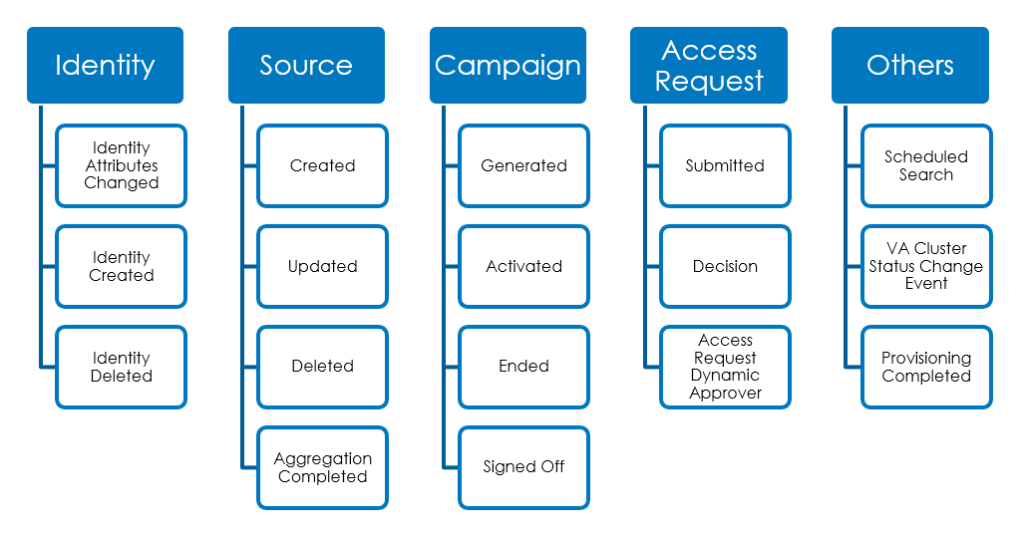 Identity
Identity
Attributes
Changed
Identity
Created
Identity
Deleted
Source
Created
Updated
Deleted
Aggregation
Completed
Campaign
Generated
Activated
Ended
Signed Off
Access
Request
Submitted
Decision
Access
Request
Dynamic
Approver
Others
Scheduled
Search
VA Cluster
Status Change
Event
Provisioning
Completed